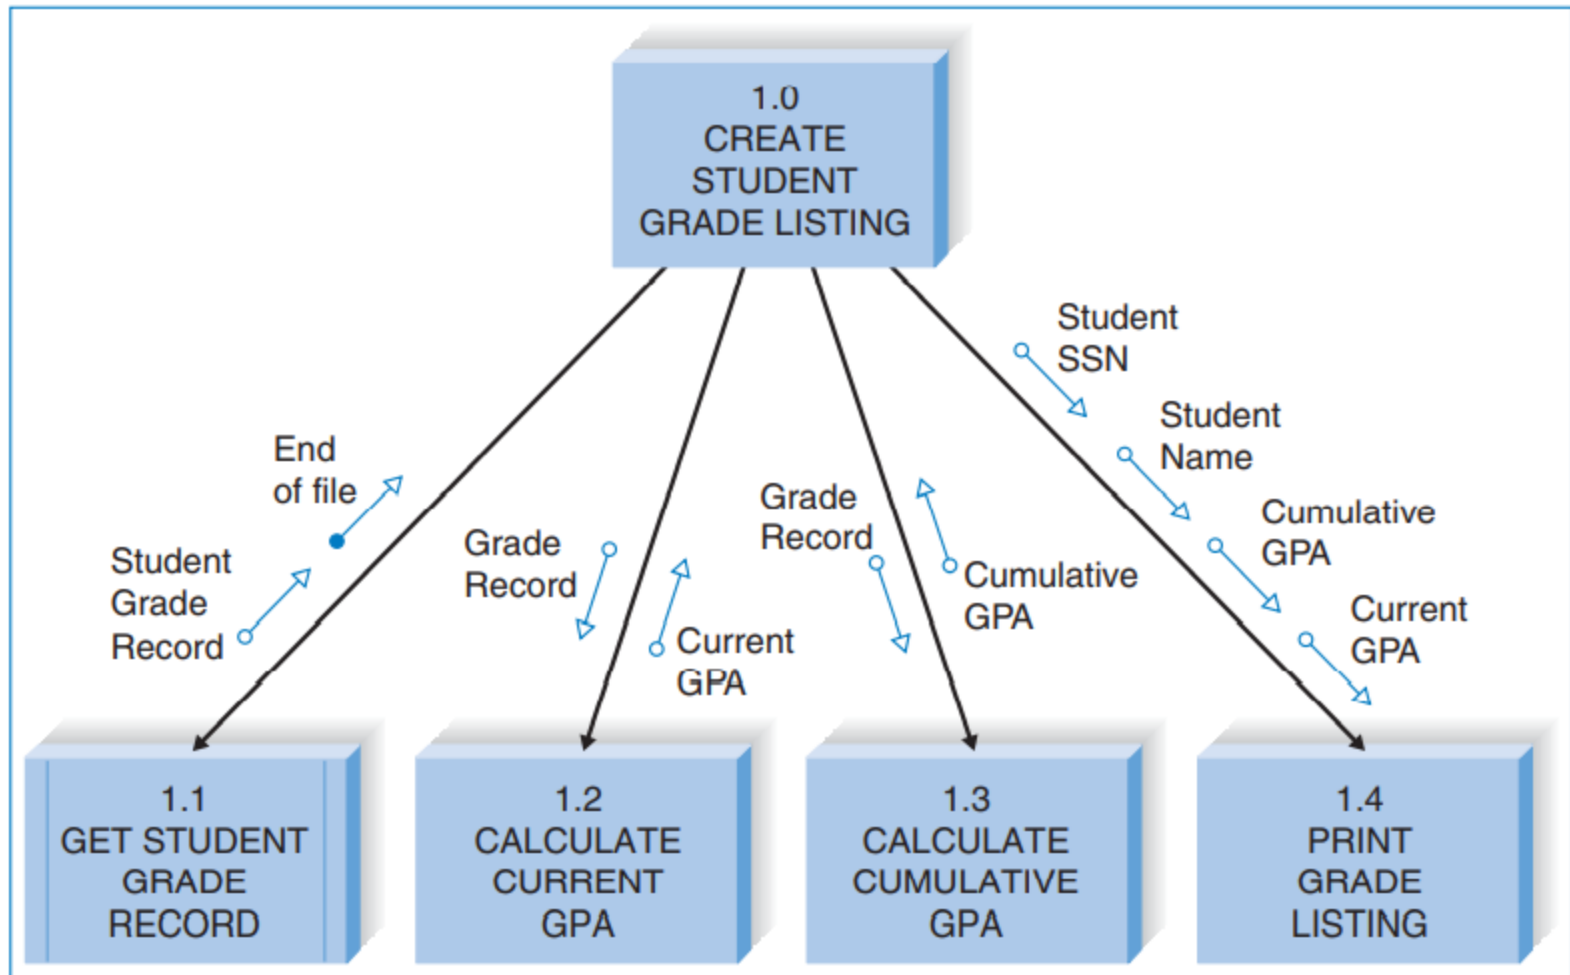 1.0
CREATE
STUDENT
GRADE LISTING
Student
SSN
Student
Name
Cumulative
GPA
Current
GPA
End
of file
Student
Grade
Record
Grade
Record
Current
GPA
Grade
Record
Cumulative
GPA
1.1
GET STUDENT
GRADE
RECORD
1.2
CALCULATE
CURRENT
GPA
1.3
CALCULATE
CUMULATIVE
GPA
1.4
PRINT
GRADE
LISTING